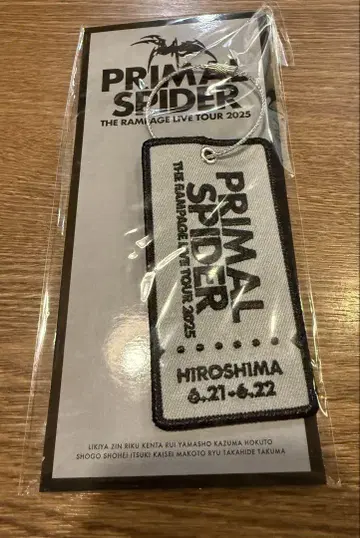 PRIMAL
SPIDER
THE RAMPAGE LIVE TOUR 2025
PRIMAL
SPIDER
THE RAMPAGE LIVE TOUR 2025
HIROSHIMA
6.21-6.22
LIKIYA ZIN RIKU KENTA RUI YAMASHO KAZUMA HOKUTO
SHOGO SHOHEI ITSUKI KAISEI MAKOTO RYU TAKAHIDE TAKUMA